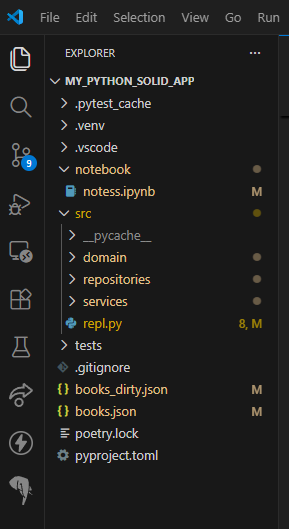 File Edit Selection View Go Run
EXPLORER ...
MY_PYTHON_SOLID_APP
.pytest_cache
.venv
.vscode
notebook
notess.ipynb M
src
__pycache__
domain
repositories
services
repl.py 8, M
tests
.gitignore
books_dirty.json M
books.json M
poetry.lock
pyproject.toml
9